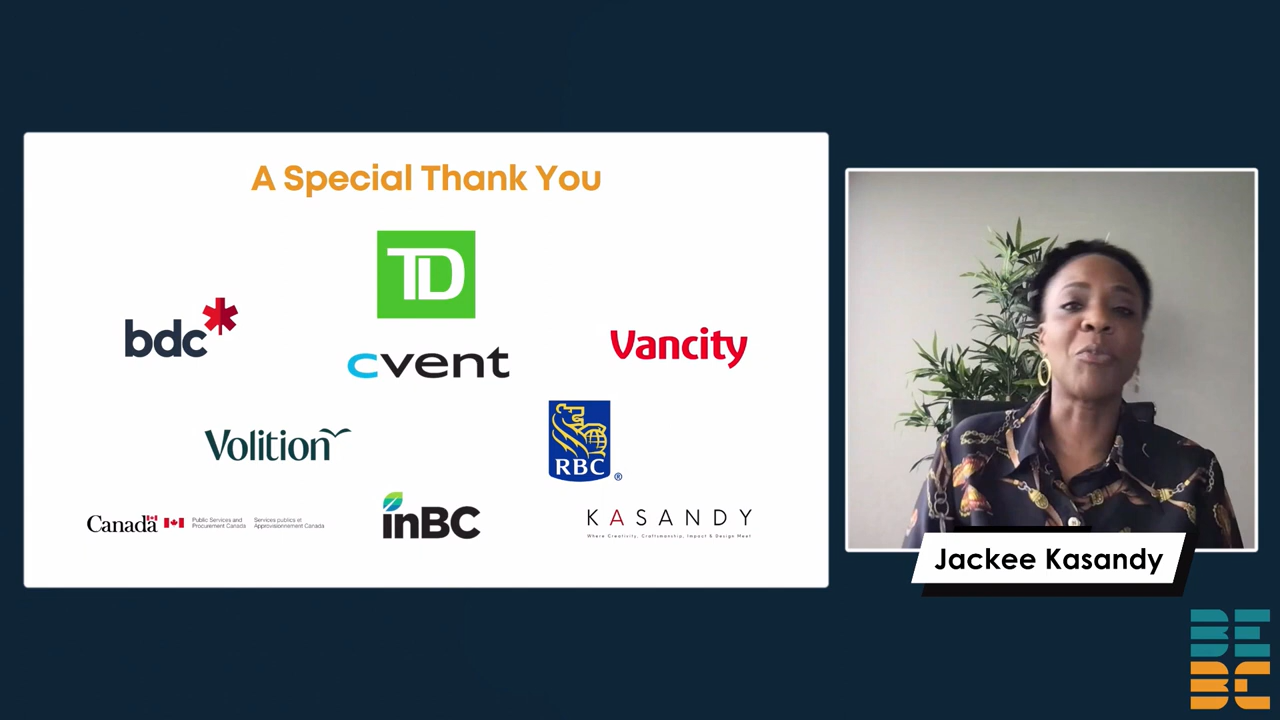 A Special Thank You
TD
bdc
cvent
Vancity
Volition
RBC
®
Canada
Public Services and
Procurement Canada
Services publics et
Approvisionnement Canada
inBC
KASANDY
Where Creativity, Craftsmanship, Impact & Design Meet
Jackee Kasandy
BE
BC